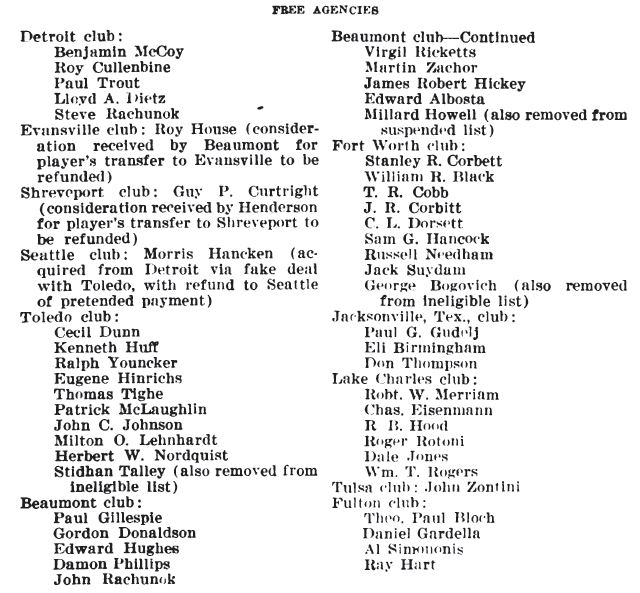 FREE AGENCIES
Detroit club:
Benjamin McCoy
Roy Cullenbine
Paul Trout
Lloyd A. Dietz
Steve Rachunok
Evansville club: Roy House (consider-
ation received by Beaumont for
player's transfer to Evansville to be
refunded)
Shreveport club: Guy P. Curtright
(consideration received by Henderson
for player's transfer to Shreveport to
be refunded)
Seattle club: Morris Hancken (ac-
quired from Detroit via fake deal
with Toledo, with refund to Seattle
of pretended payment)
Toledo club:
Cecil Dunn
Kenneth Huff
Ralph Youncker
Eugene Hinrichs
Thomas Tighe
Patrick McLaughlin
John C. Johnson
Milton O. Lehnhardt
Herbert W. Nordquist
Stidhan Talley (also removed from
ineligible list)
Beaumont club:
Paul Gillespie
Gordon Donaldson
Edward Hughes
Damon Phillips
John Rachunok
Beaumont club—Continued
Virgil Ricketts
Martin Zachor
James Robert Hickey
Edward Albosta
Millard Howell (also removed from
suspended list)
Fort Worth club:
Stanley R. Corbett
William R. Black
T. R. Cobb
J. R. Corbitt
C. L. Dorsett
Sam G. Hancock
Russell Needham
Jack Suydam
George Bogovich (also removed
from ineligible list)
Jacksonville, Tex., club:
Paul G. Gudelj
Eli Birmingham
Don Thompson
Lake Charles club:
Robt. W. Merriam
Chas. Eisenmann
R B. Hood
Roger Rotoni
Dale Jones
Wm. T. Rogers
Tulsa club: John Zontini
Fulton club:
Theo. Paul Bloch
Daniel Gardella
Al Simononis
Ray Hart